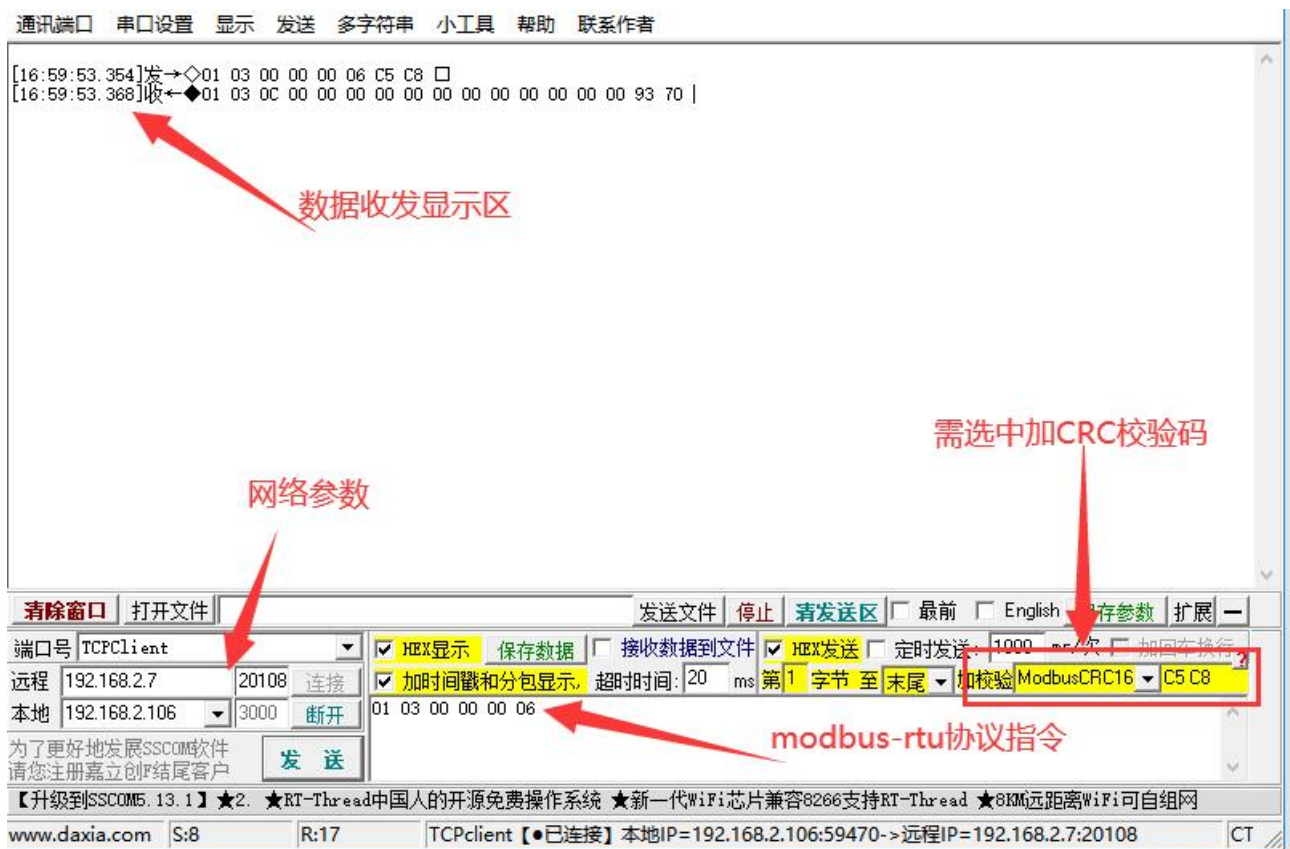 通讯端口 串口设置 显示 发送 多字符串 小工具 帮助 联系作者
[16:59:53.354]发→◇01 03 00 00 00 06 C5 C8 □
[16:59:53.368]收←◆01 03 0C 00 00 00 00 00 00 00 00 00 00 00 00 93 70
数据收发显示区
需选中加CRC校验码
网络参数
清除窗口 打开文件 发送文件 停止 清发送区 最前 English 存参数 扩展 —
端口号 TCPClient HEX显示 保存数据 接收数据到文件 HEX发送 定时发送: 1000 ms/次 加回车换行
远程 192.168.2.7 20108 连接 加时间戳和分包显示, 超时时间: 20 ms 第 1 字节 至 末尾 加校验 ModbusCRC16 C5 C8
本地 192.168.2.106 3000 断开 01 03 00 00 00 06
modbus-rtu协议指令
为了更好地发展SSCOM软件
请您注册嘉立创F结尾客户
发 送
【升级到SSCOM5.13.1】★2. ★RT-Thread中国人的开源免费操作系统 ★新一代WiFi芯片兼容8266支持RT-Thread ★8KM远距离WiFi可自组网
www.daxia.com S:8 R:17 TCPclient【●已连接】本地IP=192.168.2.106:59470->远程IP=192.168.2.7:20108 CT